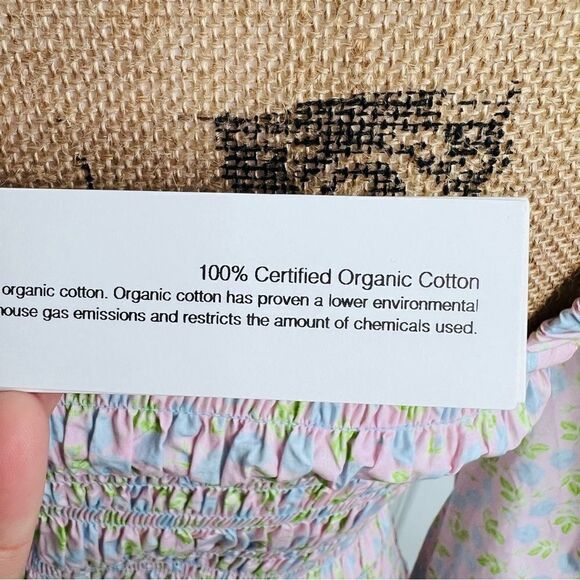 100% Certified Organic Cotton
organic cotton. Organic cotton has proven a lower environmental
house gas emissions and restricts the amount of chemicals used.